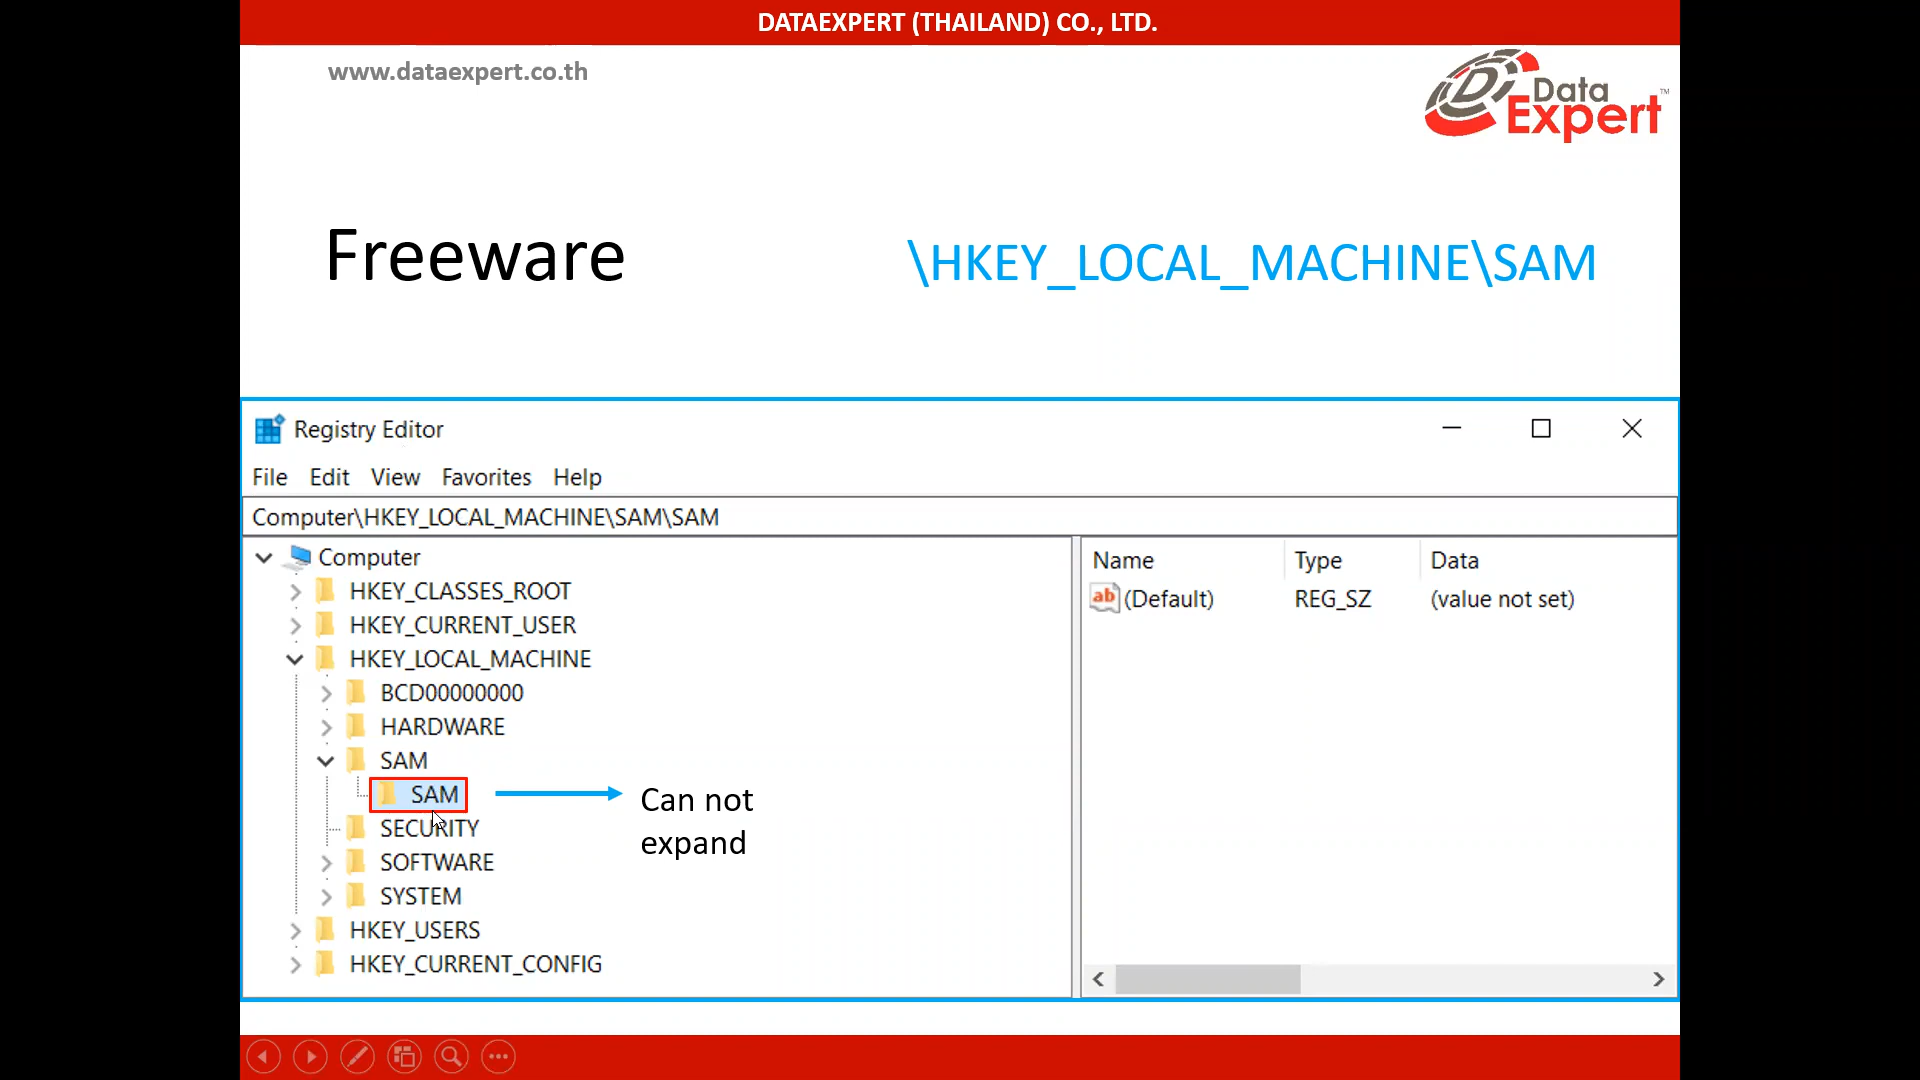 DATAEXPERT (THAILAND) CO., LTD.
www.dataexpert.co.th
Data
Expert™
Freeware
\HKEY_LOCAL_MACHINE\SAM
Registry Editor
File Edit View Favorites Help
Computer\HKEY_LOCAL_MACHINE\SAM\SAM
Computer
HKEY_CLASSES_ROOT
HKEY_CURRENT_USER
HKEY_LOCAL_MACHINE
BCD00000000
HARDWARE
SAM
SAM
SECURITY
SOFTWARE
SYSTEM
HKEY_USERS
HKEY_CURRENT_CONFIG
Can not
expand
Name Type Data
ab (Default) REG_SZ (value not set)